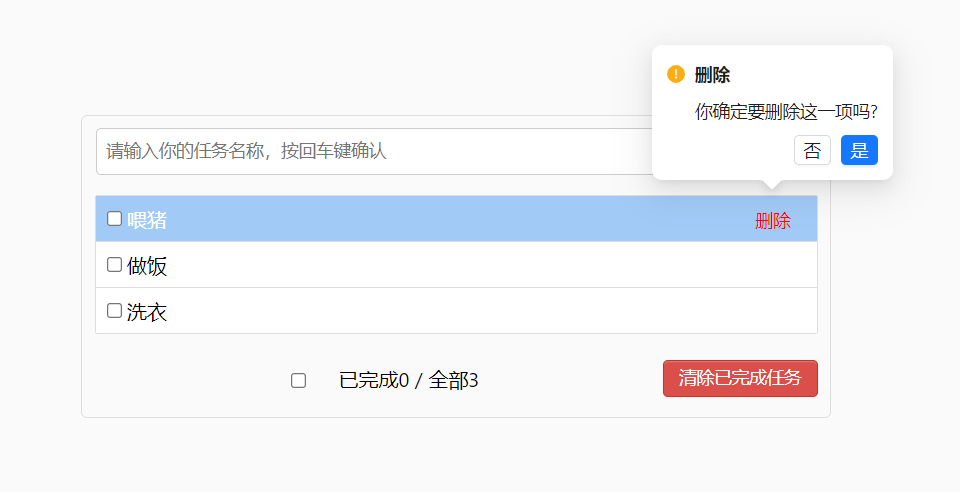 删除
你确定要删除这一项吗?
否 是
请输入你的任务名称，按回车键确认
喂猪 删除
做饭
洗衣
已完成0 / 全部3 清除已完成任务